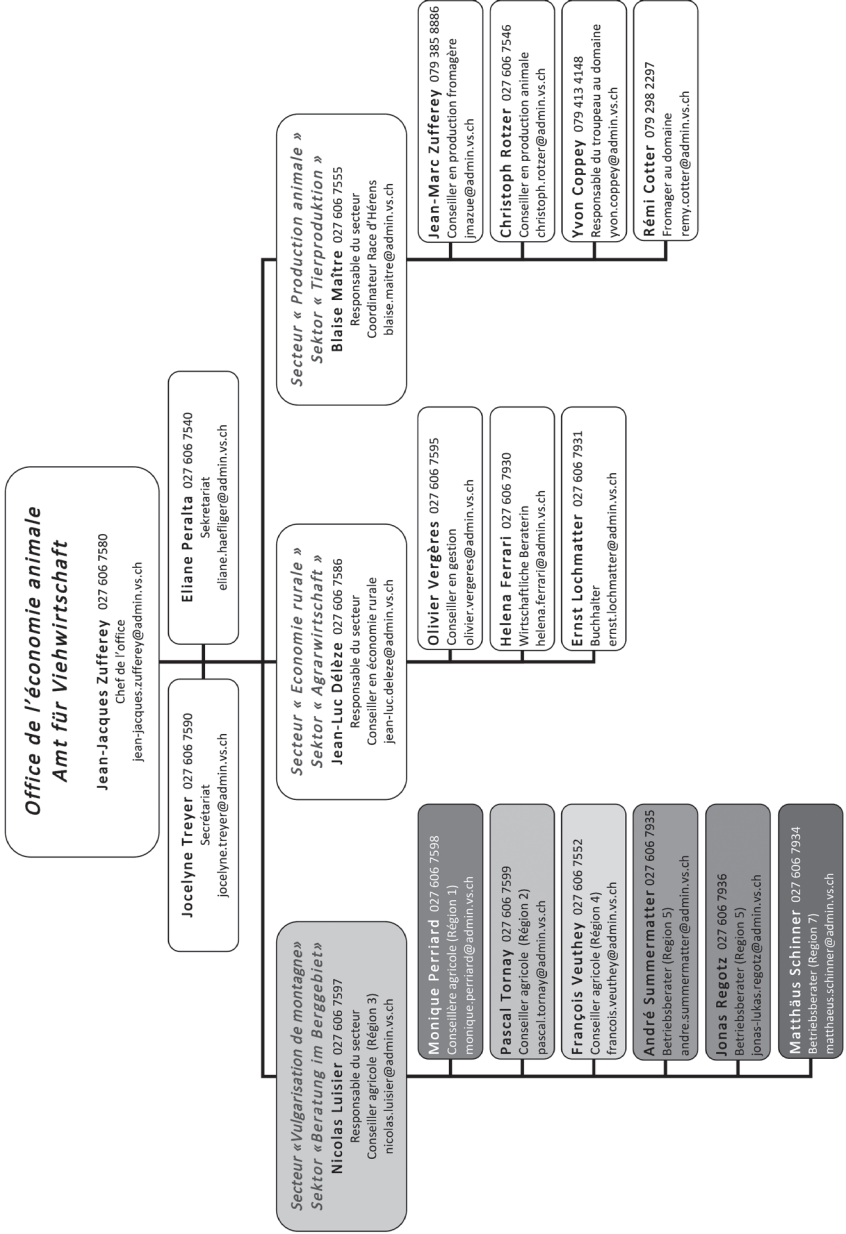 Office de l'économie animale
Amt für Viehwirtschaft
Jean-Jacques Zufferey 027 606 7580
Chef de l'office
jean-jacques.zufferey@admin.vs.ch
Jocelyne Treyer 027 606 7590
Secrétariat
jocelyne.treyer@admin.vs.ch
Eliane Peralta 027 606 7540
Sekretariat
eliane.haefliger@admin.vs.ch
Secteur «Vulgarisation de montagne»
Sektor «Beratung im Berggebiet»
Nicolas Luisier 027 606 7597
Responsable du secteur
Conseiller agricole (Région 3)
nicolas.luisier@admin.vs.ch
Monique Perriard 027 606 7598
Conseillère agricole (Région 1)
monique.perriard@admin.vs.ch
Pascal Tornay 027 606 7599
Conseiller agricole (Région 2)
pascal.tornay@admin.vs.ch
François Veuthey 027 606 7552
Conseiller agricole (Région 4)
francois.veuthey@admin.vs.ch
André Summermatter 027 606 7935
Betriebsberater (Region 5)
andre.summermatter@admin.vs.ch
Jonas Regotz 027 606 7936
Betriebsberater (Region 5)
jonas-lukas.regotz@admin.vs.ch
Matthäus Schinner 027 606 7934
Betriebsberater (Region 7)
matthaeus.schinner@admin.vs.ch
Secteur « Economie rurale »
Sektor « Agrarwirtschaft »
Jean-Luc Délèze 027 606 7586
Responsable du secteur
Conseiller en économie rurale
jean-luc.deleze@admin.vs.ch
Olivier Vergères 027 606 7595
Conseiller en gestion
olivier.vergeres@admin.vs.ch
Helena Ferrari 027 606 7930
Wirtschaftliche Beraterin
helena.ferrari@admin.vs.ch
Ernst Lochmatter 027 606 7931
Buchhalter
ernst.lochmatter@admin.vs.ch
Secteur « Production animale »
Sektor « Tierproduktion »
Blaise Maître 027 606 7555
Responsable du secteur
Coordinateur Race d'Hérens
blaise.maitre@admin.vs.ch
Jean-Marc Zufferey 079 385 8886
Conseiller en production fromagère
jmazue@admin.vs.ch
Christoph Rotzer 027 606 7546
Conseiller en production animale
christoph.rotzer@admin.vs.ch
Yvon Coppey 079 413 4148
Responsable du troupeau au domaine
yvon.coppey@admin.vs.ch
Rémi Cotter 079 298 2297
Fromager au domaine
remy.cotter@admin.vs.ch